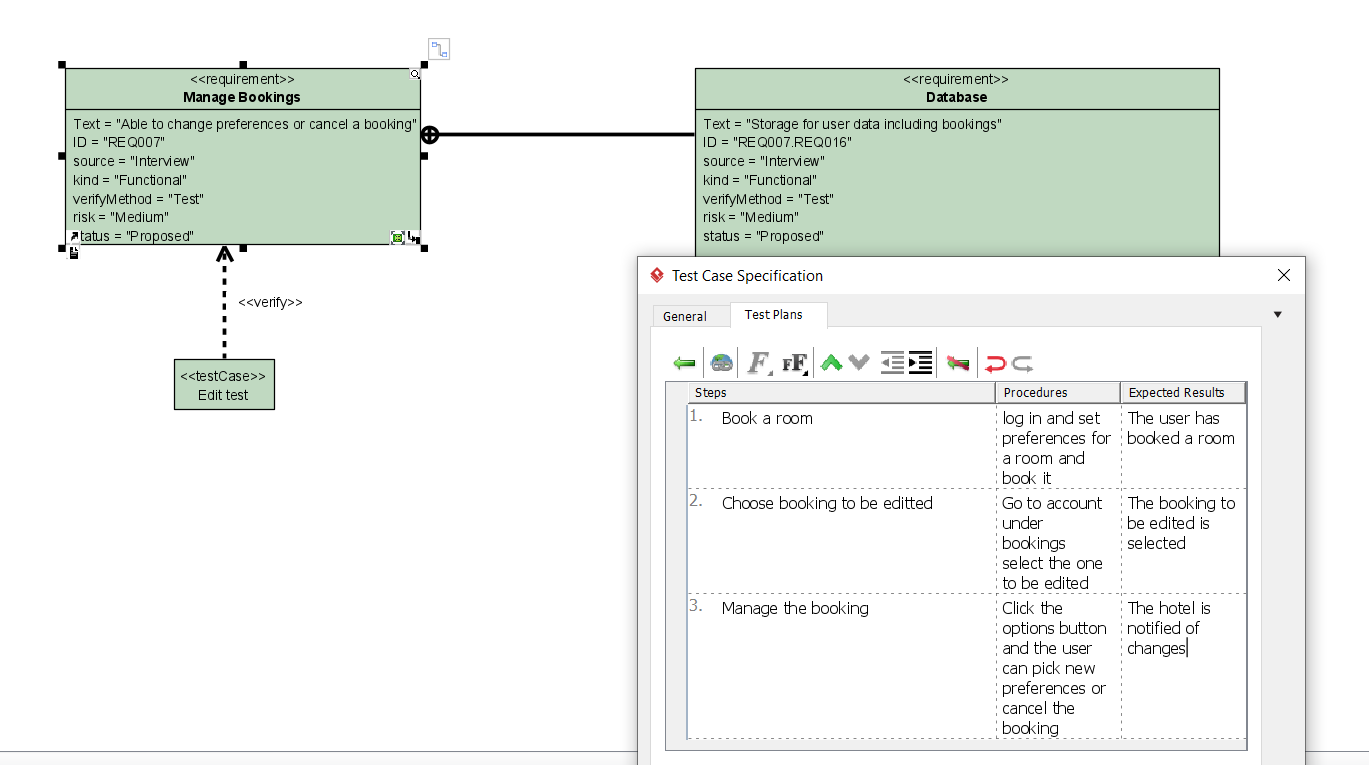 <<requirement>>
Manage Bookings
Text = "Able to change preferences or cancel a booking"
ID = "REQ007"
source = "Interview"
kind = "Functional"
verifyMethod = "Test"
risk = "Medium"
tatus = "Proposed"
<<requirement>>
Database
Text = "Storage for user data including bookings"
ID = "REQ007.REQ016"
source = "Interview"
kind = "Functional"
verifyMethod = "Test"
risk = "Medium"
status = "Proposed"
<<verify>>
<<testCase>>
Edit test
Test Case Specification
General
Test Plans
F
FF
Steps
Procedures
Expected Results
1.
Book a room
log in and set
preferences for
a room and
book it
The user has
booked a room
2.
Choose booking to be editted
Go to account
under
bookings
select the one
to be edited
The booking to
be edited is
selected
3.
Manage the booking
Click the
options button
and the user
can pick new
preferences or
cancel the
booking
The hotel is
notified of
changes